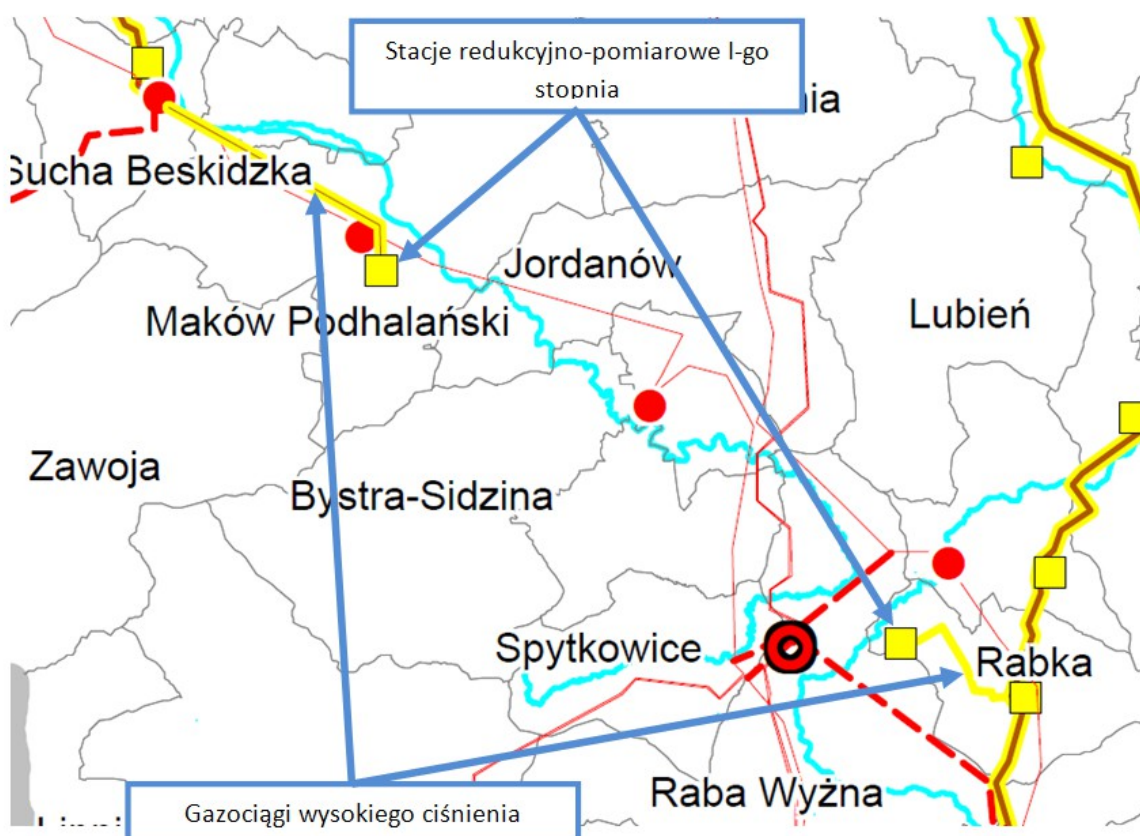 Stacje redukcyjno-pomiarowe I-go
stopnia
nia
Sucha Beskidzka
Jordanów
Maków Podhalański
Lubień
Zawoja
Bystra-Sidzina
Spytkowice
Rabka
Raba Wyżna
Gazociągi wysokiego ciśnienia